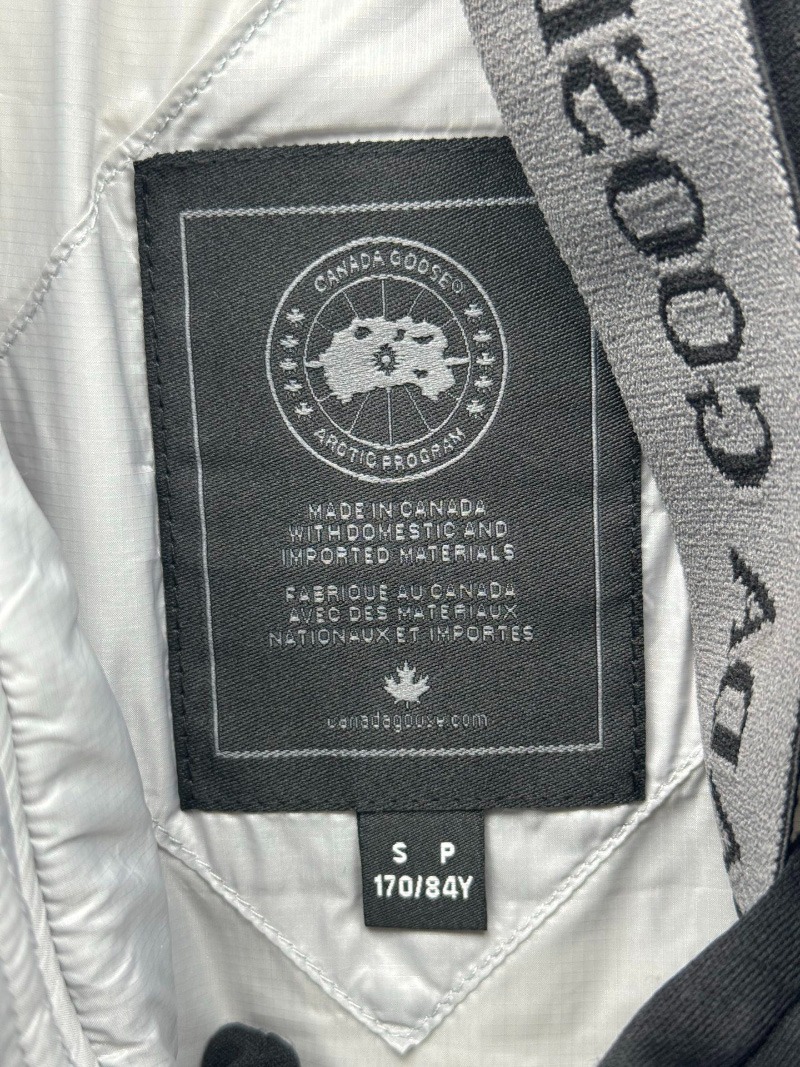 CANADA GOOSE®
ARCTIC PROGRAM
MADE IN CANADA
WITH DOMESTIC AND
IMPORTED MATERIALS
FABRIQUÉ AU CANADA
AVEC DES MATÉRIAUX
NATIONAUX ET IMPORTÉS
canadagoose.com
S P
170/84Y
ADA GOOSE